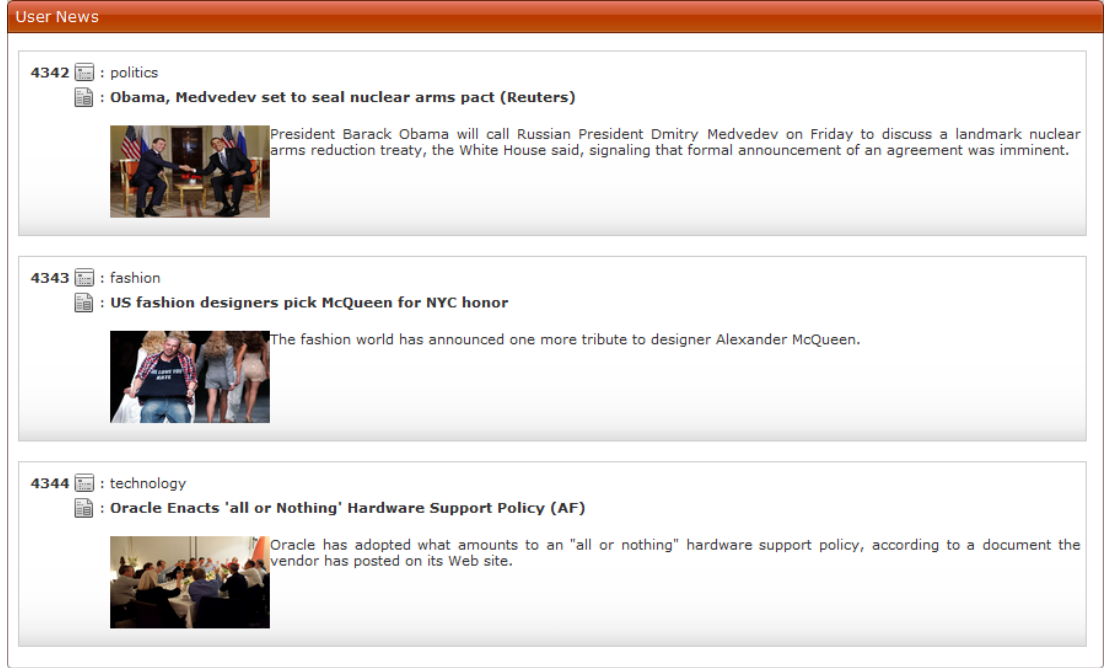 User News
4342 : politics
: Obama, Medvedev set to seal nuclear arms pact (Reuters)
President Barack Obama will call Russian President Dmitry Medvedev on Friday to discuss a landmark nuclear
arms reduction treaty, the White House said, signaling that formal announcement of an agreement was imminent.
4343 : fashion
: US fashion designers pick McQueen for NYC honor
The fashion world has announced one more tribute to designer Alexander McQueen.
LOVE YOU
4344 : technology
: Oracle Enacts 'all or Nothing' Hardware Support Policy (AF)
Oracle has adopted what amounts to an "all or nothing" hardware support policy, according to a document the
vendor has posted on its Web site.